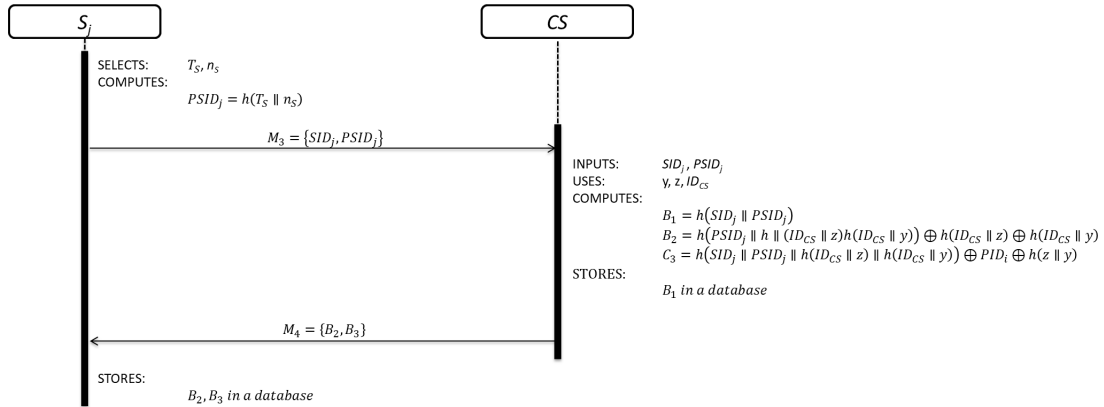 S_j CS
SELECTS: T_S, n_s
COMPUTES:
PSID_j = h(T_S ∥ n_S)
M_3 = {SID_j, PSID_j}
INPUTS: SID_j , PSID_j
USES: y, z, ID_CS
COMPUTES:
B_1 = h(SID_j ∥ PSID_j)
B_2 = h(PSID_j ∥ h ∥ (ID_CS ∥ z)h(ID_CS ∥ y)) ⊕ h(ID_CS ∥ z) ⊕ h(ID_CS ∥ y)
C_3 = h(SID_j ∥ PSID_j ∥ h(ID_CS ∥ z) ∥ h(ID_CS ∥ y)) ⊕ PID_i ⊕ h(z ∥ y)
STORES:
B_1 in a database
M_4 = {B_2, B_3}
STORES:
B_2, B_3 in a database